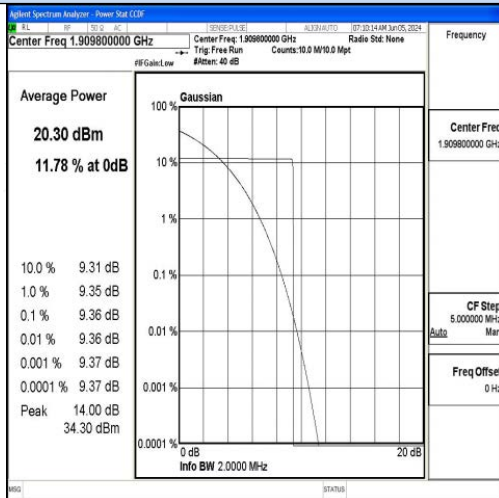 Agilent Spectrum Analyzer - Power Stat CCDF
RL RF 50 Ω AC SENSE:PULSE ALIGN AUTO 07:10:14 AM Jun 05, 2024
Center Freq 1.909800000 GHz
Center Freq: 1.909800000 GHz
Radio Std: None
Trig: Free Run
Counts:10.0 M/10.0 Mpt
#IFGain:Low
#Atten: 40 dB
Frequency
Average Power
20.30 dBm
11.78 % at 0dB
10.0 % 9.31 dB
1.0 % 9.35 dB
0.1 % 9.36 dB
0.01 % 9.36 dB
0.001 % 9.37 dB
0.0001 % 9.37 dB
Peak 14.00 dB
34.30 dBm
Gaussian
100 %
10 %
1 %
0.1 %
0.01 %
0.001 %
0.0001 %
0 dB
20 dB
Info BW 2.0000 MHz
Center Freq
1.909800000 GHz
CF Step
5.000000 MHz
Auto Man
Freq Offset
0 Hz
MSG
STATUS